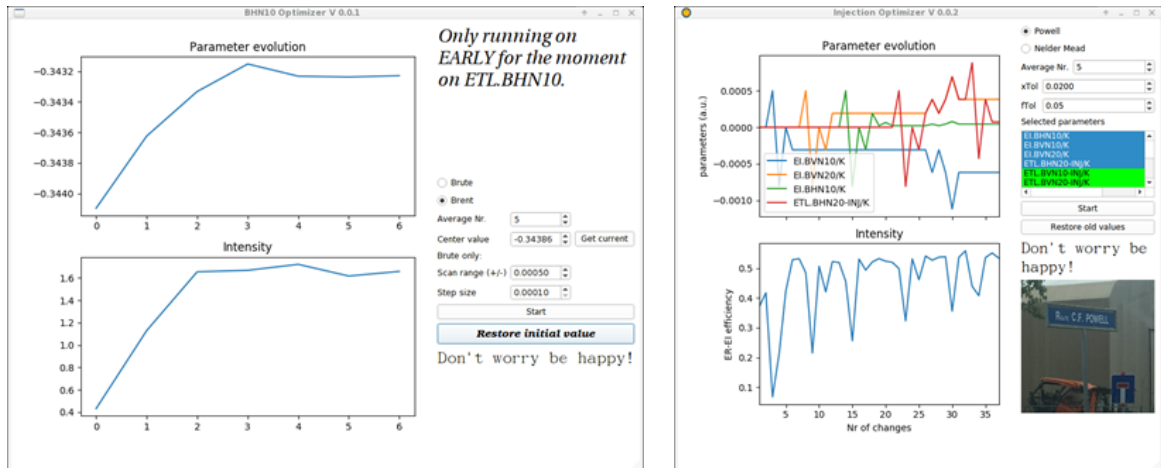 BHN10 Optimizer V 0.0.1
Parameter evolution
−0.3432
−0.3434
−0.3436
−0.3438
−0.3440
0 1 2 3 4 5 6
Intensity
1.6
1.4
1.2
1.0
0.8
0.6
0.4
0 1 2 3 4 5 6
Only running on
EARLY for the moment
on ETL.BHN10.
Brute
Brent
Average Nr. 5
Center value -0.34386 Get current
Brute only:
Scan range (+/-) 0.00050
Step size 0.00010
Start
Restore initial value
Don't worry be happy!
Injection Optimizer V 0.0.2
Parameter evolution
parameters (a.u.)
0.0005
0.0000
−0.0005
−0.0010
EI.BVN10/K
EI.BVN20/K
EI.BHN10/K
ETL.BHN20-INJ/K
Intensity
ER-EI efficiency
0.5
0.4
0.3
0.2
0.1
5 10 15 20 25 30 35
Nr of changes
Powell
Nelder Mead
Average Nr. 5
xTol 0.0200
fTol 0.05
Selected parameters
EI.BHN10/K
EI.BVN10/K
EI.BVN20/K
ETL.BHN20-INJ/K
ETL.BVN10-INJ/K
ETL.BVN20-INJ/K
Start
Restore old values
Don't worry be
happy!
Route C.F. POWELL